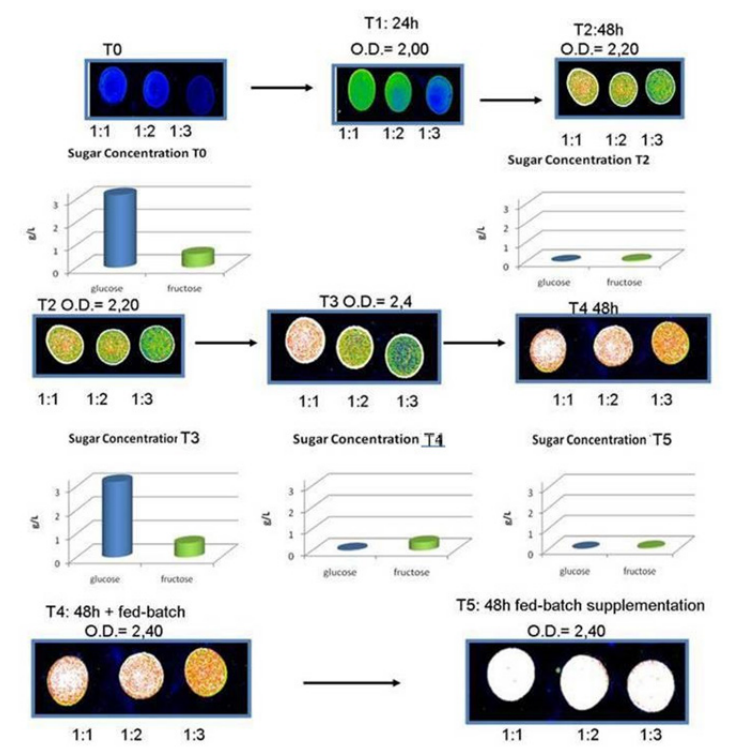 T0
T1: 24h
O.D.= 2,00
T2:48h
O.D.= 2,20
1:1 1:2 1:3
1:1 1:2 1:3
1:1 1:2 1:3
Sugar Concentration T0
3
2
1
0
g/L
glucose fructose
Sugar Concentration T2
3
2
1
0
g/L
glucose fructose
T2 O.D.= 2,20
T3 O.D.= 2,4
T4 48h
1:1 1:2 1:3
1:1 1:2 1:3
1:1 1:2 1:3
Sugar Concentratior T3
3
2
1
0
g/L
glucose fructose
Sugar Concentration T4
3
2
1
0
g/L
glucose fructose
Sugar Concentration T5
3
2
1
0
g/L
glucose fructose
T4: 48h + fed-batch
O.D.= 2,40
1:1 1:2 1:3
T5: 48h fed-batch supplementation
O.D.= 2,40
1:1 1:2 1:3